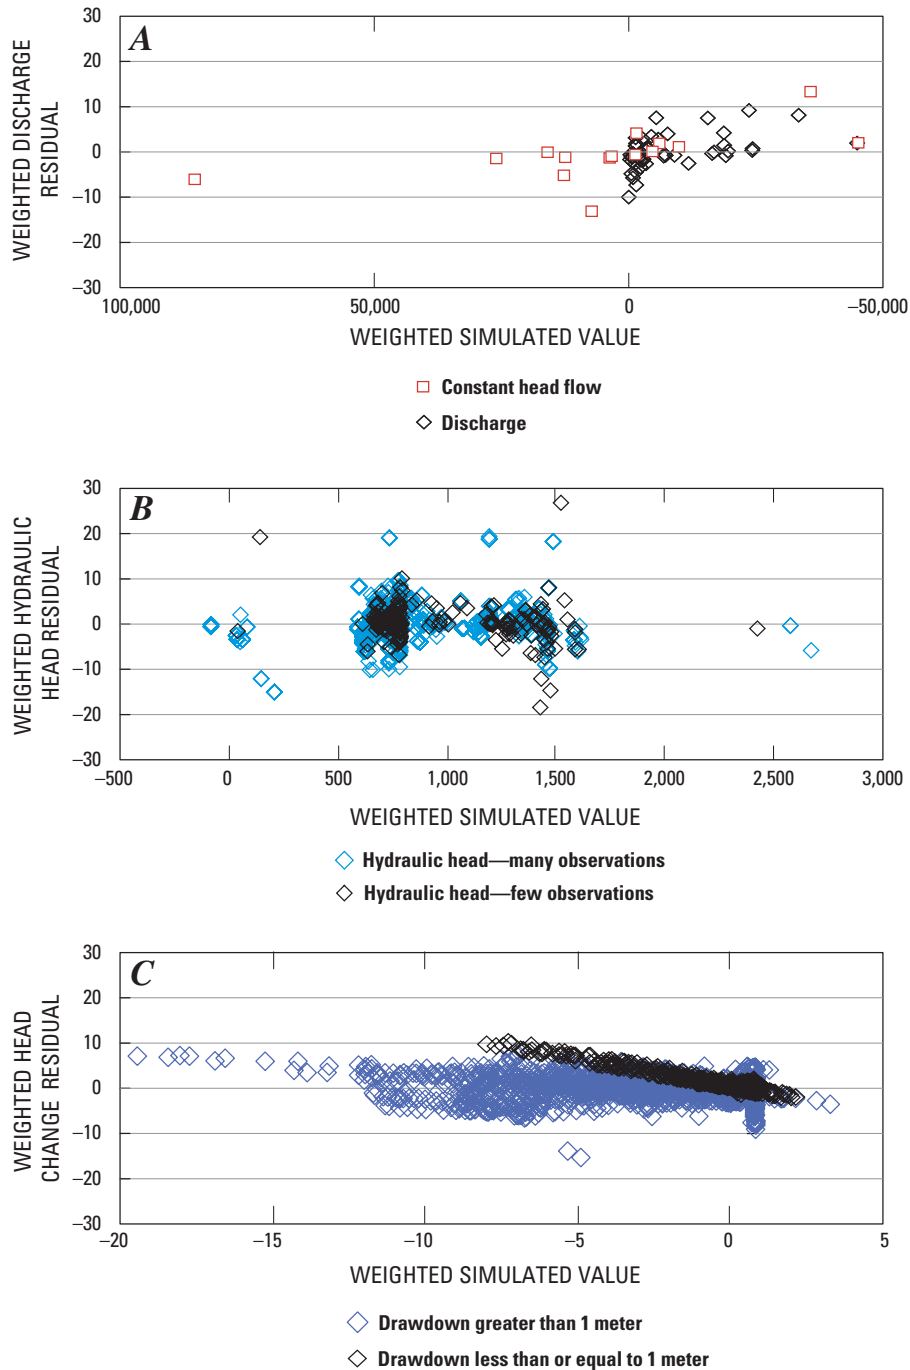 A
WEIGHTED DISCHARGE
RESIDUAL
30
20
10
0
−10
−20
−30
100,000 50,000 0 −50,000
WEIGHTED SIMULATED VALUE
Constant head flow
Discharge
B
WEIGHTED HYDRAULIC
HEAD RESIDUAL
30
20
10
0
−10
−20
−30
−500 0 500 1,000 1,500 2,000 2,500 3,000
WEIGHTED SIMULATED VALUE
Hydraulic head—many observations
Hydraulic head—few observations
C
WEIGHTED HEAD
CHANGE RESIDUAL
30
20
10
0
−10
−20
−30
−20 −15 −10 −5 0 5
WEIGHTED SIMULATED VALUE
Drawdown greater than 1 meter
Drawdown less than or equal to 1 meter